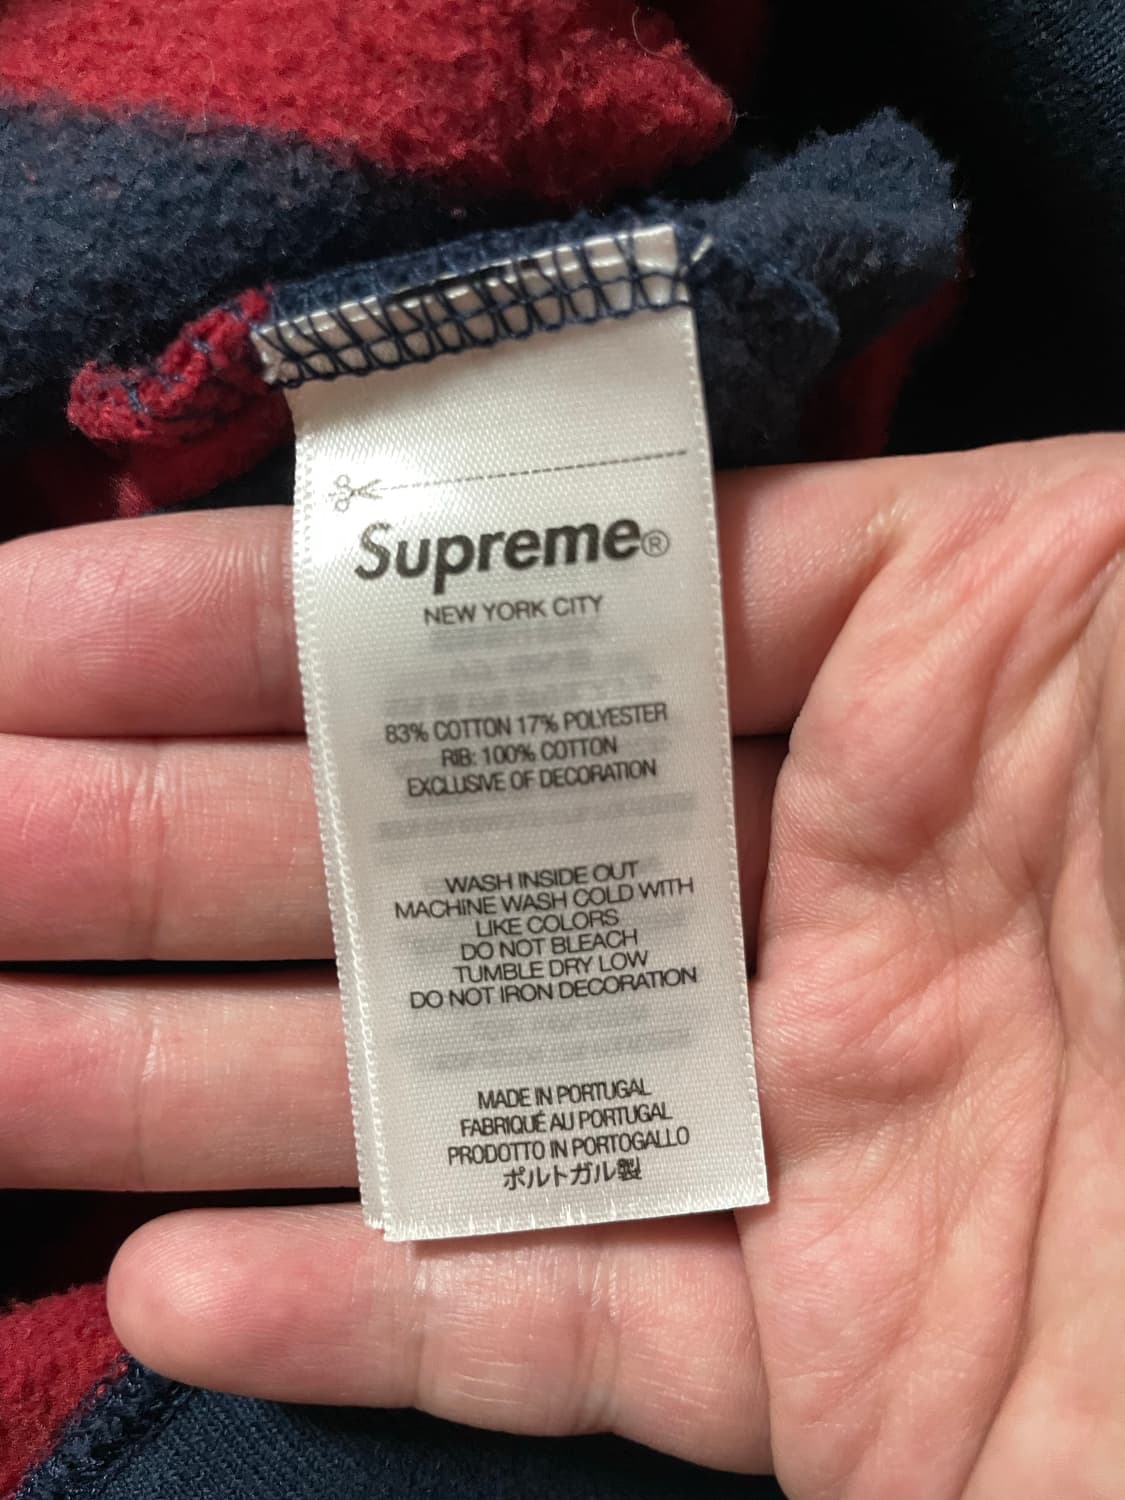 Supreme®
NEW YORK CITY
83% COTTON 17% POLYESTER
RIB: 100% COTTON
EXCLUSIVE OF DECORATION
WASH INSIDE OUT
MACHINE WASH COLD WITH
LIKE COLORS
DO NOT BLEACH
TUMBLE DRY LOW
DO NOT IRON DECORATION
MADE IN PORTUGAL
FABRIQUÉ AU PORTUGAL
PRODOTTO IN PORTOGALLO
ポルトガル製